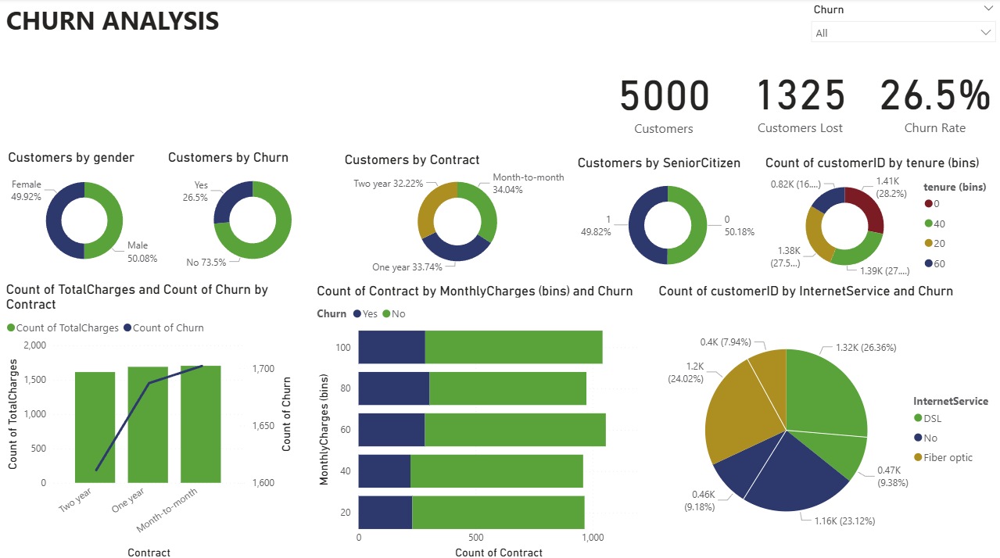 CHURN ANALYSIS
Churn
All
5000
Customers
1325
Customers Lost
26.5%
Churn Rate
Customers by gender
Female
49.92%
Male
50.08%
Customers by Churn
Yes
26.5%
No 73.5%
Customers by Contract
Two year 32.22%
Month-to-month
34.04%
One year 33.74%
Customers by SeniorCitizen
1
49.82%
0
50.18%
Count of customerID by tenure (bins)
0.82K (16....)
1.41K
(28.2%)
1.38K
(27.5...)
1.39K (27....)
tenure (bins)
0
40
20
60
Count of TotalCharges and Count of Churn by
Contract
Count of TotalCharges
Count of Churn
Count of TotalCharges
2,000
1,500
1,000
500
0
1,700
1,650
1,600
Count of Churn
Two year
One year
Month-to-month
Contract
Count of Contract by MonthlyCharges (bins) and Churn
Churn
Yes
No
MonthlyCharges (bins)
100
80
60
40
20
0
500
1,000
Count of Contract
Count of customerID by InternetService and Churn
0.4K (7.94%)
1.32K (26.36%)
1.2K
(24.02%)
0.47K
(9.38%)
0.46K
(9.18%)
1.16K (23.12%)
InternetService
DSL
No
Fiber optic